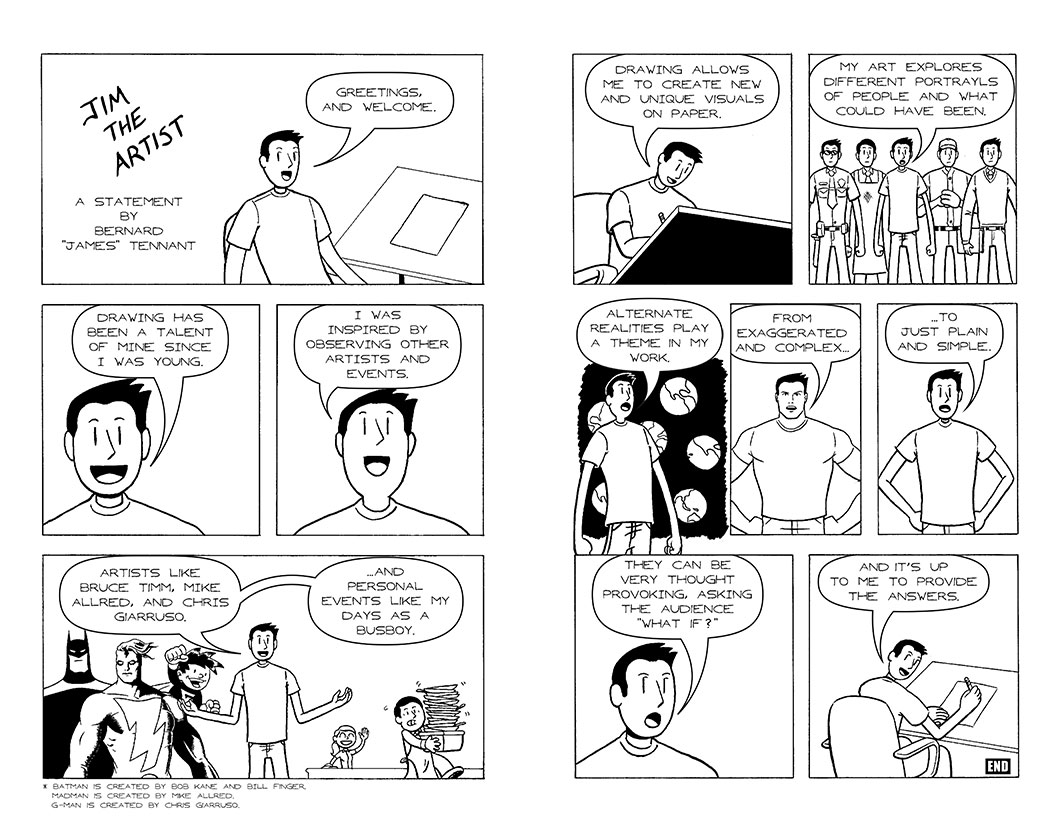 JIM
THE
ARTIST
A STATEMENT
BY
BERNARD
"JAMES" TENNANT
GREETINGS,
AND WELCOME.
DRAWING HAS
BEEN A TALENT
OF MINE SINCE
I WAS YOUNG.
I WAS
INSPIRED BY
OBSERVING OTHER
ARTISTS AND
EVENTS.
ARTISTS LIKE
BRUCE TIMM, MIKE
ALLRED, AND CHRIS
GIARRUSO.
...AND
PERSONAL
EVENTS LIKE MY
DAYS AS A
BUSBOY.
* BATMAN IS CREATED BY BOB KANE AND BILL FINGER.
MADMAN IS CREATED BY MIKE ALLRED.
G-MAN IS CREATED BY CHRIS GIARRUSO.
DRAWING ALLOWS
ME TO CREATE NEW
AND UNIQUE VISUALS
ON PAPER.
MY ART EXPLORES
DIFFERENT PORTRAYLS
OF PEOPLE AND WHAT
COULD HAVE BEEN.
ALTERNATE
REALITIES PLAY
A THEME IN MY
WORK.
FROM
EXAGGERATED
AND COMPLEX...
...TO
JUST PLAIN
AND SIMPLE.
THEY CAN BE
VERY THOUGHT
PROVOKING, ASKING
THE AUDIENCE
"WHAT IF?"
AND IT'S UP
TO ME TO PROVIDE
THE ANSWERS.
END